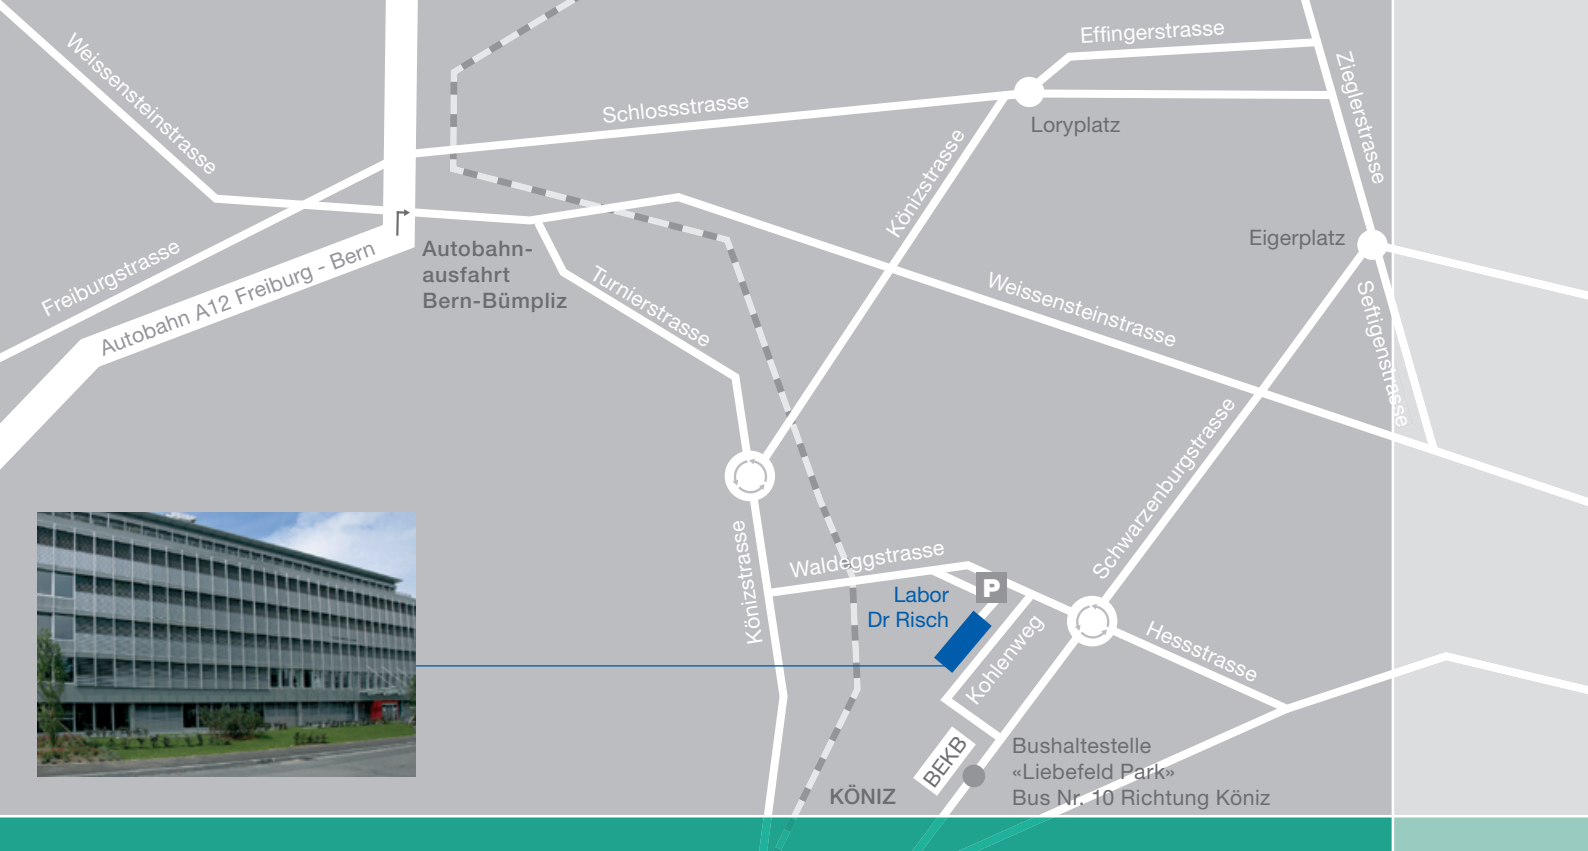 Effingerstrasse
Weissensteinstrasse
Zieglerstrasse
Schlossstrasse
Loryplatz
Könizstrasse
Eigerplatz
Freiburgstrasse
Autobahn A12 Freiburg - Bern
Autobahn-
ausfahrt
Bern-Bümpliz
Turnierstrasse
Weissensteinstrasse
Seftigenstrasse
Schwarzenburgstrasse
Könizstrasse
Waldeggstrasse
P
Labor
Dr Risch
Kohlenweg
Hessstrasse
BEKB
Bushaltestelle
«Liebefeld Park»
Bus Nr. 10 Richtung Köniz
KÖNIZ